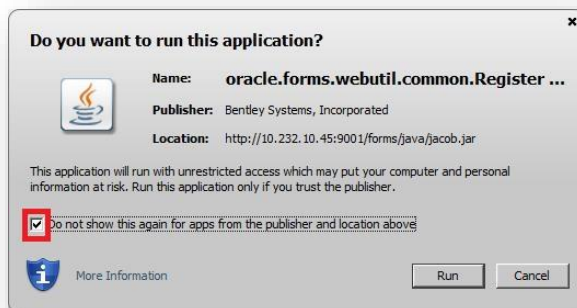 Do you want to run this application?
Name: oracle.forms.webutil.common.Register ...
Publisher: Bentley Systems, Incorporated
Location: http://10.232.10.45:9001/forms/java/jacob.jar
This application will run with unrestricted access which may put your computer and personal
information at risk. Run this application only if you trust the publisher.
Do not show this again for apps from the publisher and location above
More Information
Run
Cancel